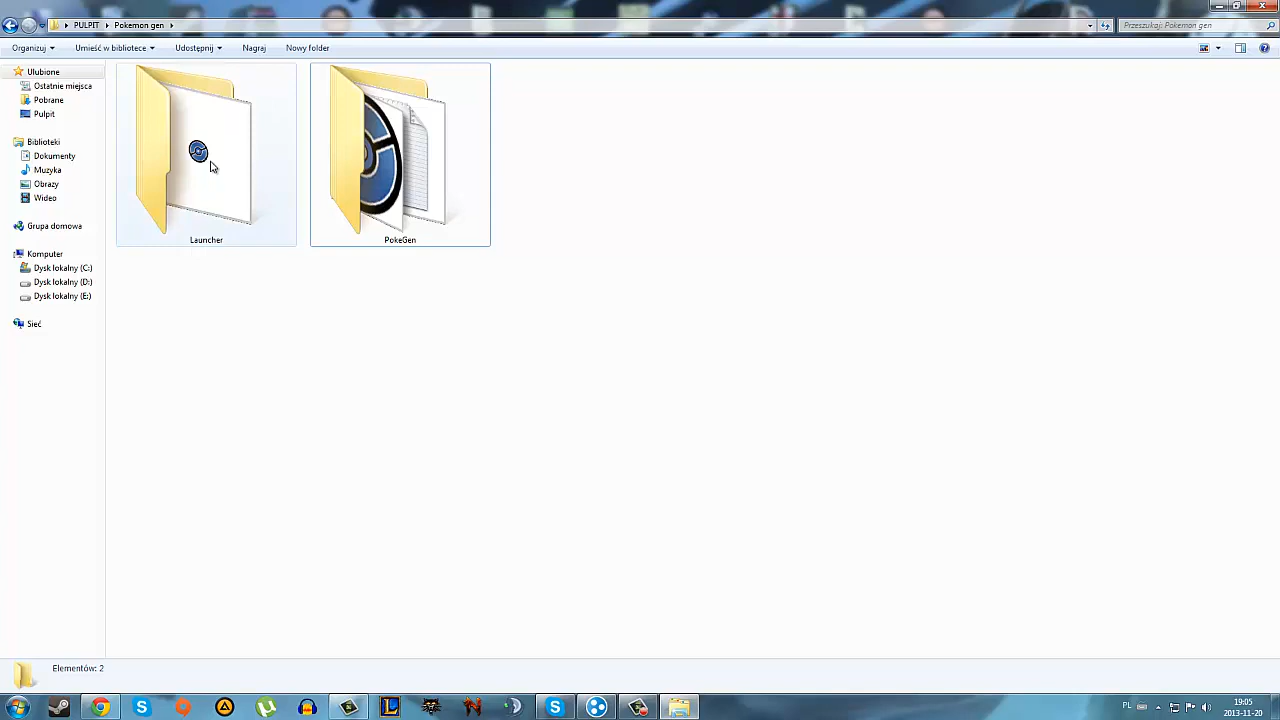 PULPIT ▸ Pokemon gen ▸
Przeszukaj: Pokemon gen
Organizuj
Umieść w bibliotece
Udostępnij
Nagraj
Nowy folder
Ulubione
Ostatnie miejsca
Pobrane
Pulpit
Biblioteki
Dokumenty
Muzyka
Obrazy
Wideo
Grupa domowa
Komputer
Dysk lokalny (C:)
Dysk lokalny (D:)
Dysk lokalny (E:)
Sieć
Launcher
PokeGen
Elementów: 2
PL
19:05
2013-11-20